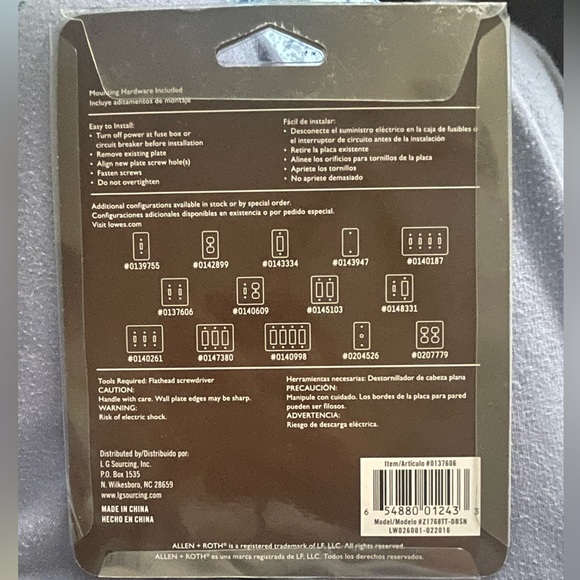 Mounting Hardware Included
Incluye aditamentos de montaje
Easy to Install:
• Turn off power at fuse box or
circuit breaker before installation
• Remove existing plate
• Align new plate screw hole(s)
• Fasten screws
• Do not overtighten
Fácil de instalar:
• Desconecte el suministro eléctrico en la caja de fusibles o
el interruptor de circuito antes de la instalación
• Retire la placa existente
• Alinee los orificios para tornillos de la placa
• Apriete los tornillos
• No apriete demasiado
Additional configurations available in stock or by special order.
Configuraciones adicionales disponibles en existencia o por pedido especial.
Visit lowes.com
#0139755 #0142899 #0143334 #0143947 #0140187
#0137606 #0140609 #0145103 #0148331
#0140261 #0147380 #0140998 #0204526 #0207779
Tools Required: Flathead screwdriver
CAUTION:
Handle with care. Wall plate edges may be sharp.
WARNING:
Risk of electric shock.
Herramientas necesarias: Destornillador de cabeza plana
PRECAUCIÓN:
Manipule con cuidado. Los bordes de la placa para pared
pueden ser filosos.
ADVERTENCIA:
Riesgo de descarga eléctrica.
Distributed by/Distribuido por:
L G Sourcing, Inc.
P.O. Box 1535
N. Wilkesboro, NC 28659
www.lgsourcing.com
MADE IN CHINA
HECHO EN CHINA
Item/Artículo #0137606
6 54880 01243 3
Model/Modelo #Z1768TT-DBSN
LW026001-022016
ALLEN + ROTH® is a registered trademark of LF, LLC. All rights reserved.
ALLEN + ROTH® es una marca registrada de LF, LLC. Todos los derechos reservados.